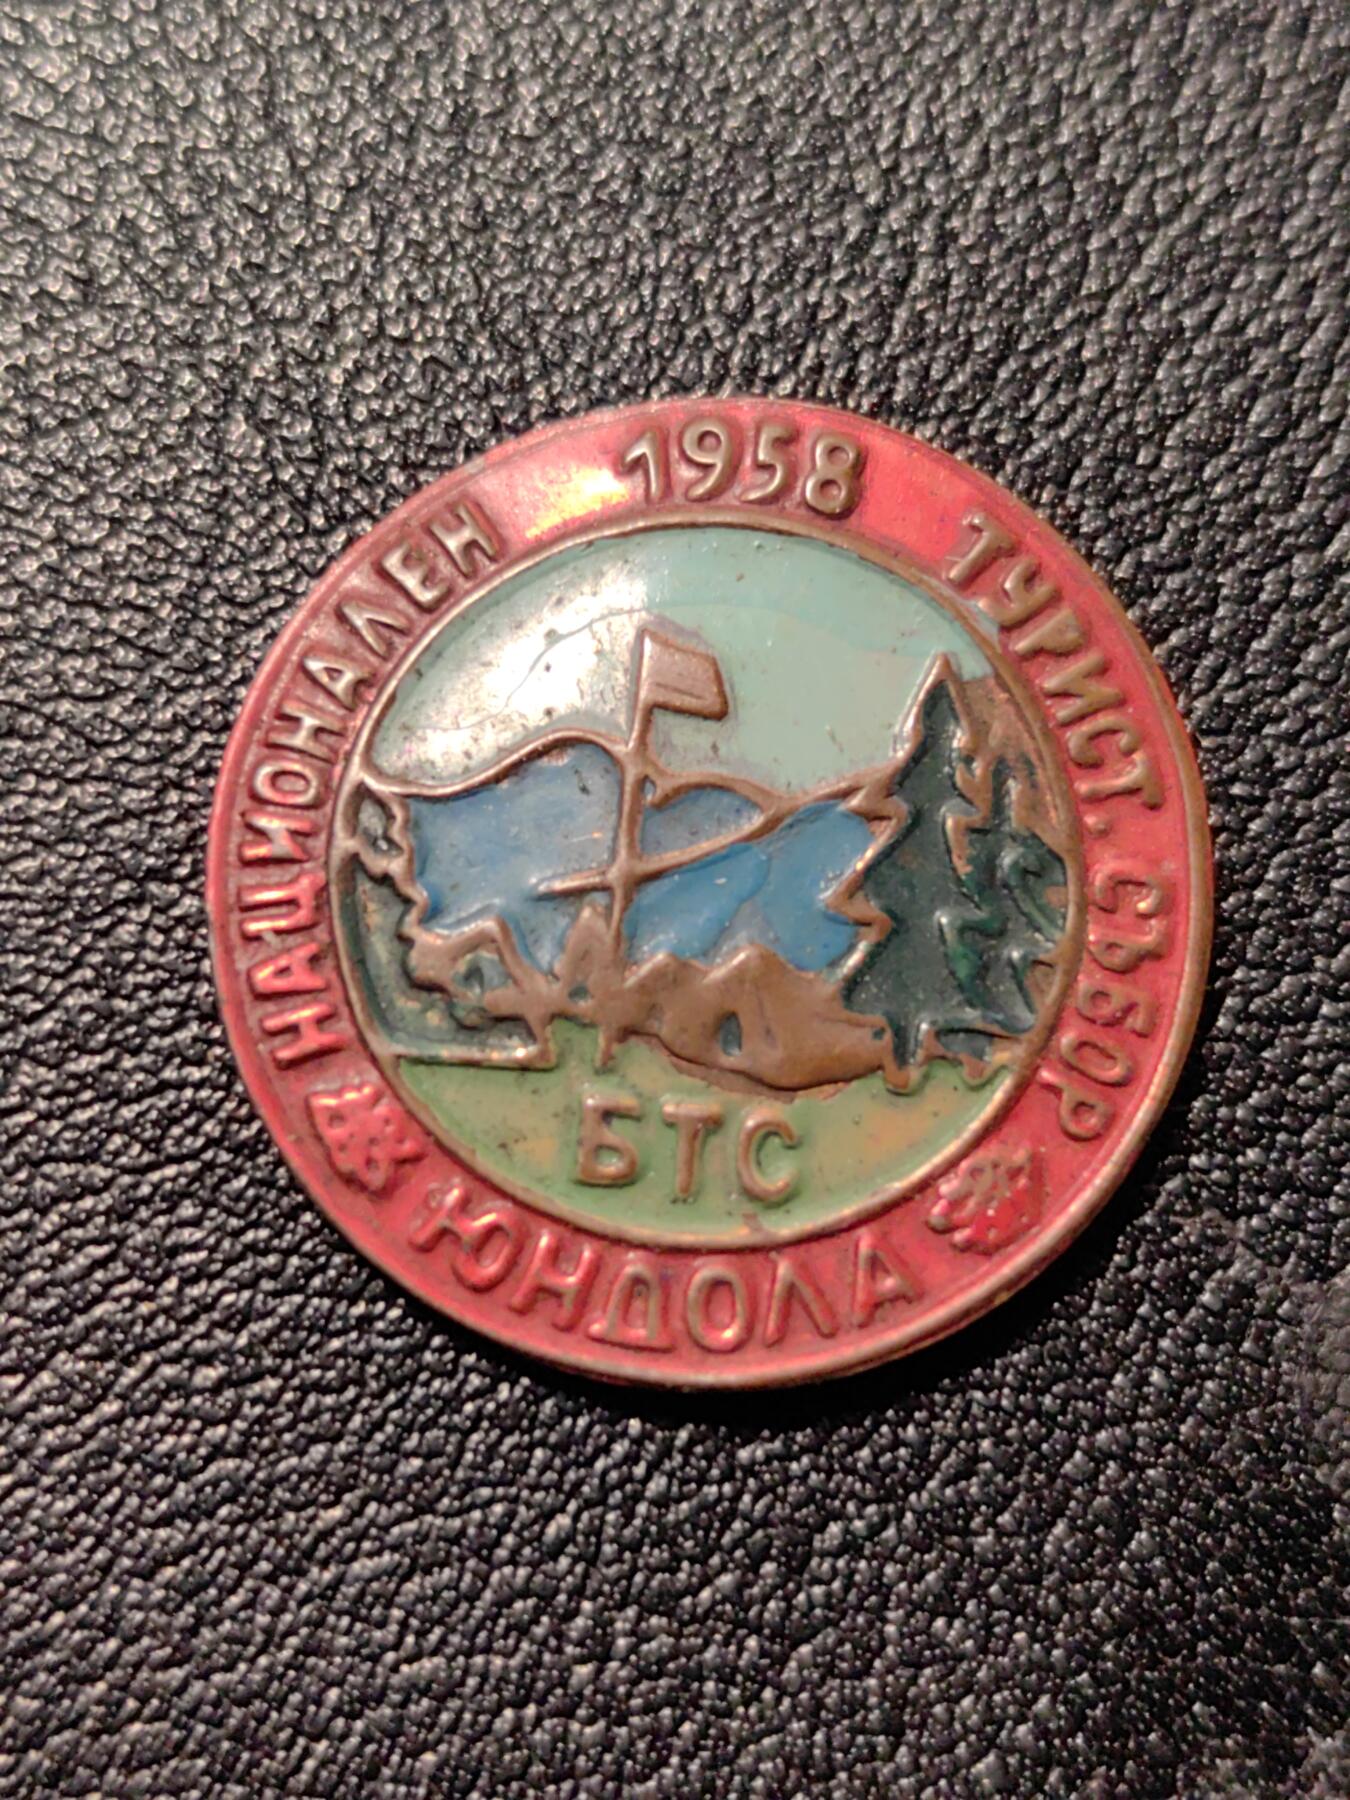 НАЦИОНАЛЕН 1958 ТУРИСТ. СЪБОР
ЮНДОЛА
БТС